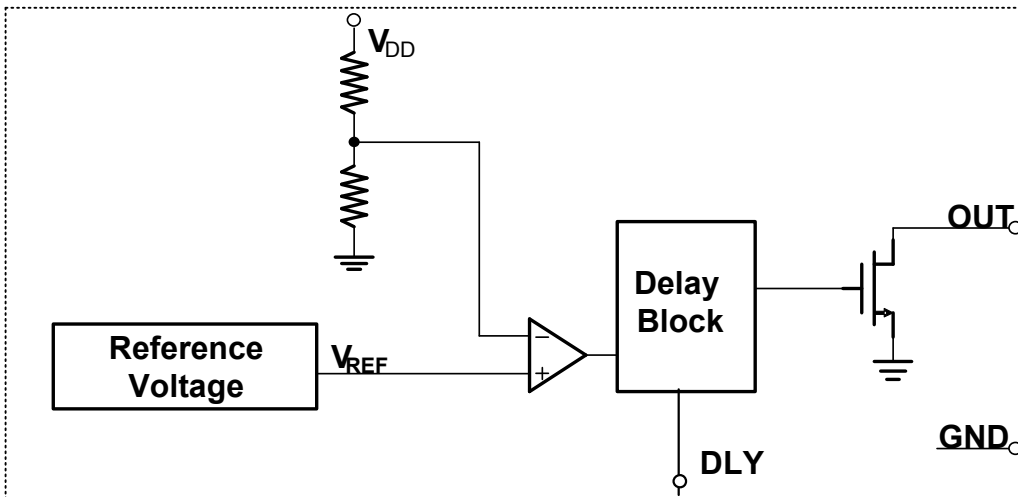 VDD
OUT
Delay
Block
Reference
Voltage
VREF
−
+
GND
DLY